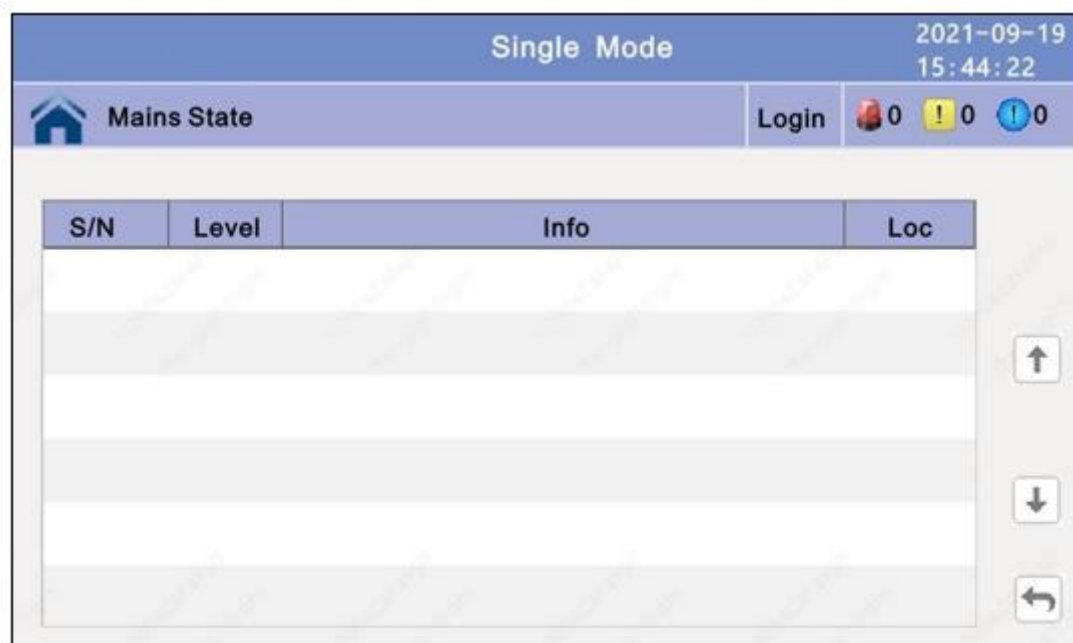 Single Mode
2021-09-19
15:44:22
Mains State
Login
0
! 0
! 0
S/N Level Info Loc